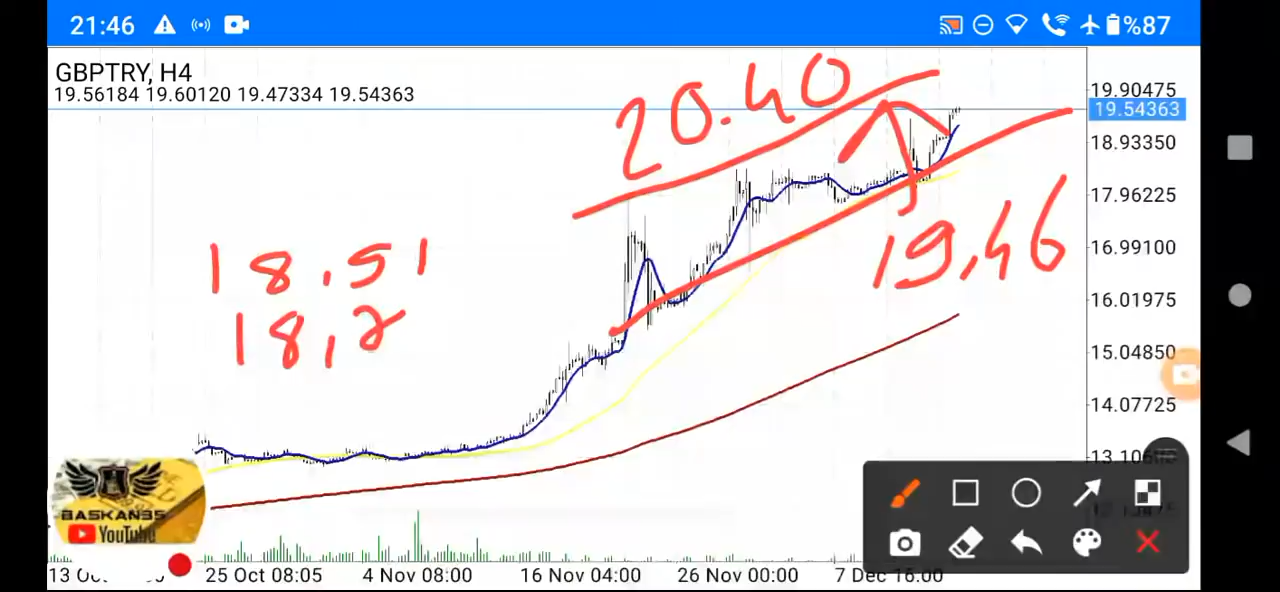 21:46
%87
GBPTRY, H4
19.56184 19.60120 19.47334 19.54363
20.40
19.90475
19.54363
18.93350
17.96225
19,46
16.99100
18.51
18,2
16.01975
15.04850
14.07725
BASKAN35
YouTube
25 Oct 08:05
4 Nov 08:00
16 Nov 04:00
26 Nov 00:00
7 Dec 16:00